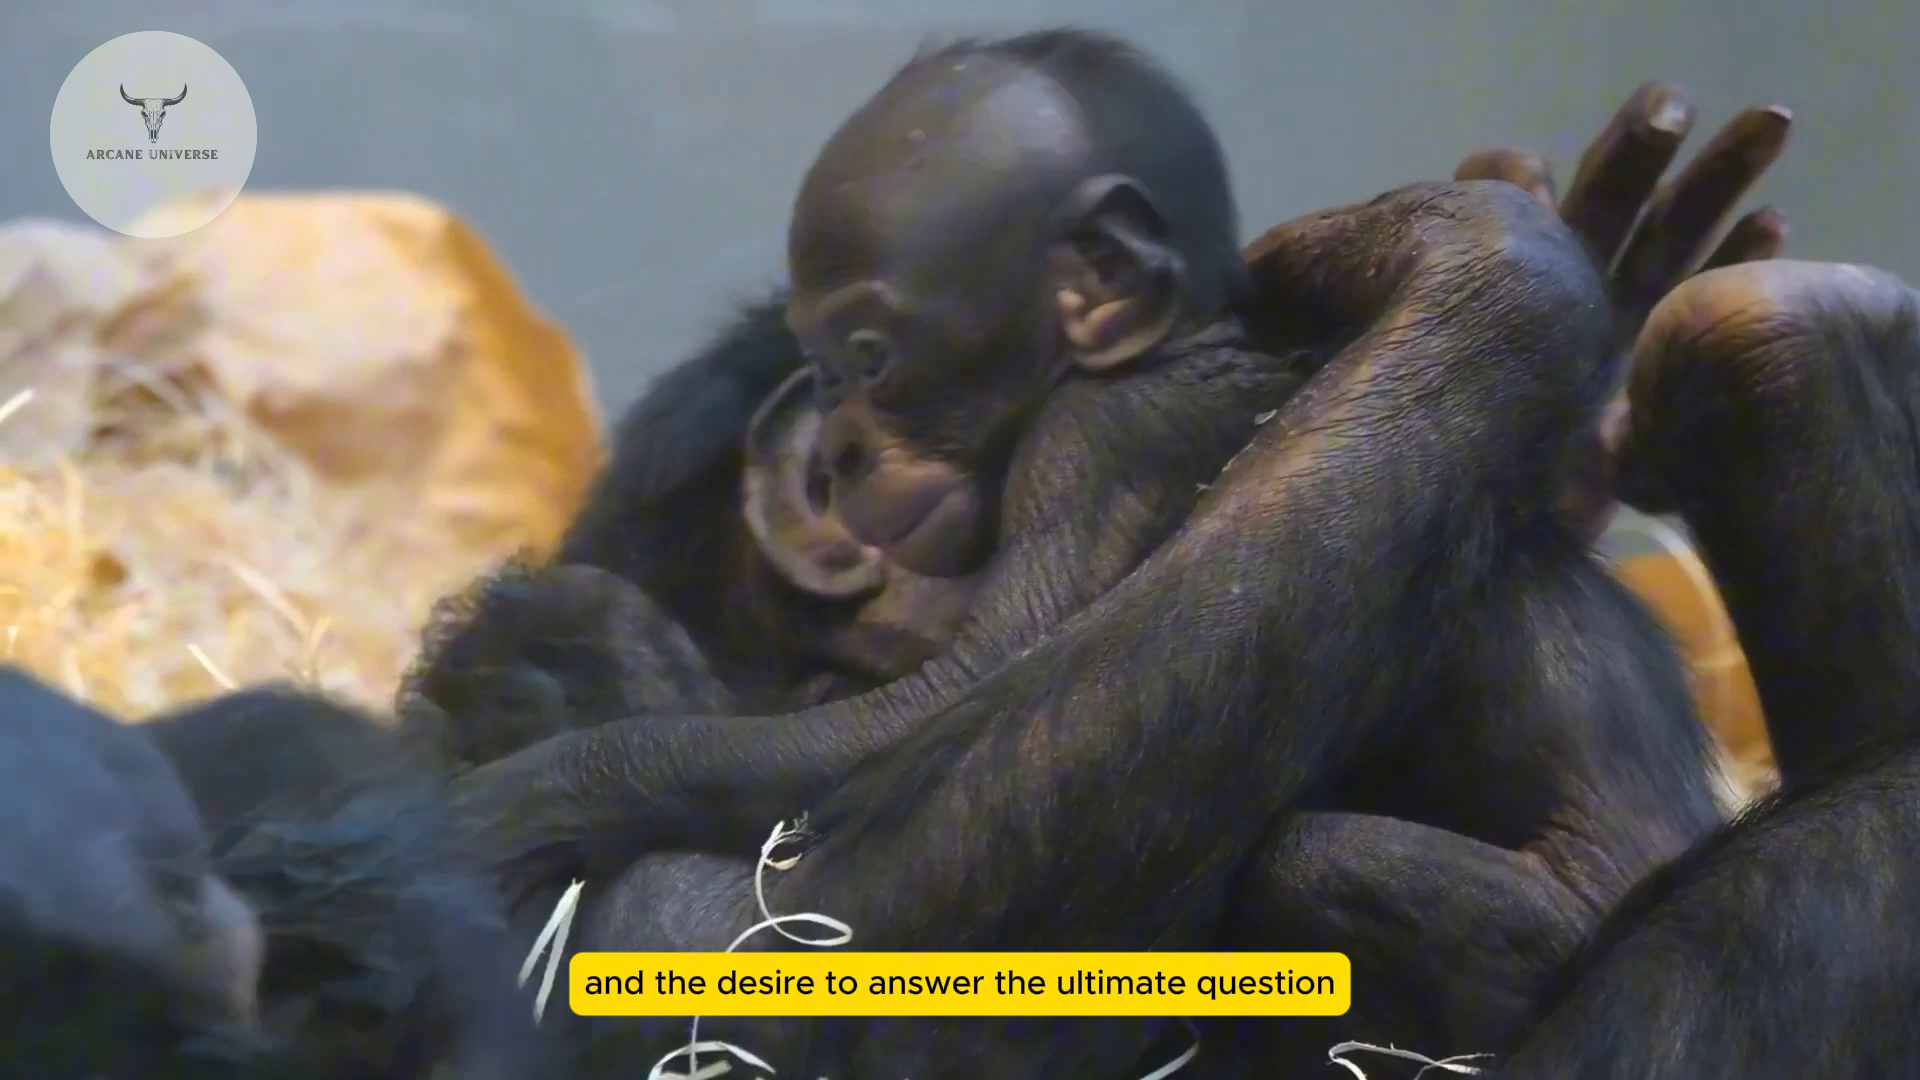 ARCANE UNIVERSE
and the desire to answer the ultimate question